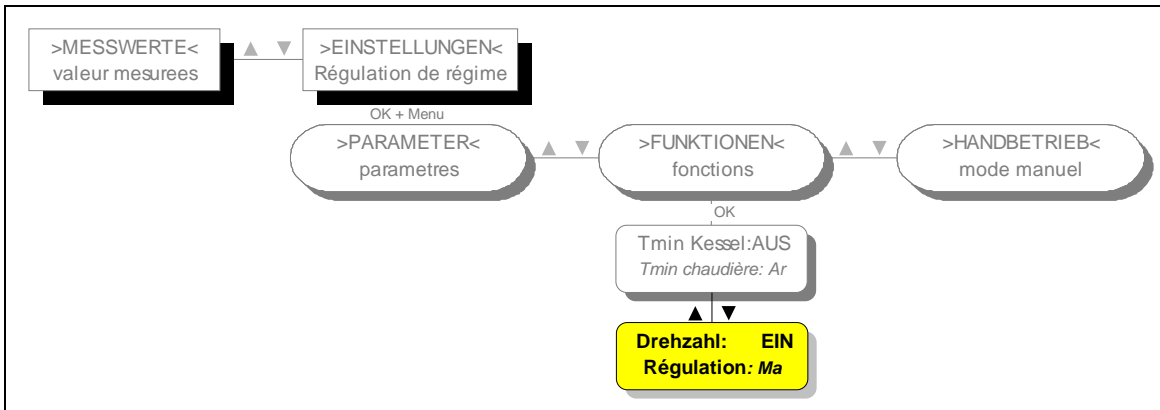 >MESSWERTE<
valeur mesurees
▲ ▼
>EINSTELLUNGEN<
Régulation de régime
OK + Menu
>PARAMETER<
parametres
▲ ▼
>FUNKTIONEN<
fonctions
▲ ▼
>HANDBETRIEB<
mode manuel
OK
Tmin Kessel:AUS
Tmin chaudière: Ar
▲ ▼
Drehzahl: EIN
Régulation: Ma